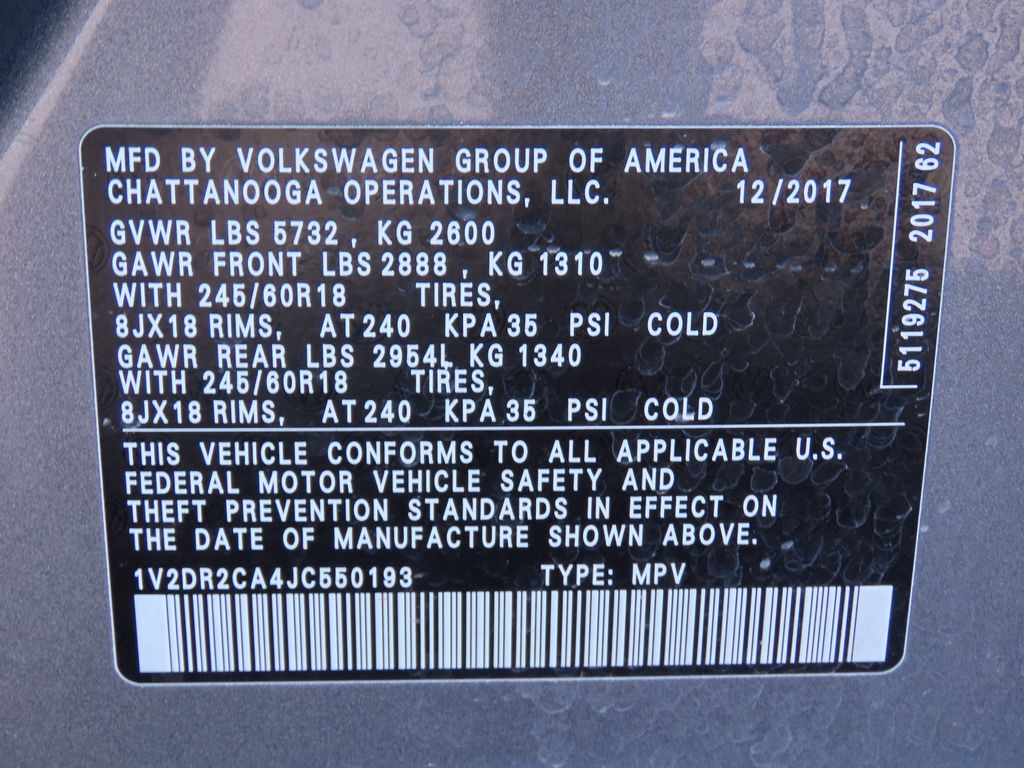 MFD BY VOLKSWAGEN GROUP OF AMERICA
CHATTANOOGA OPERATIONS, LLC. 12/2017
GVWR LBS 5732, KG 2600
GAWR FRONT LBS 2888, KG 1310
WITH 245/60R18 TIRES,
8JX18 RIMS, AT 240 KPA 35 PSI COLD
GAWR REAR LBS 2954L KG 1340
WITH 245/60R18 TIRES,
8JX18 RIMS, AT 240 KPA 35 PSI COLD
THIS VEHICLE CONFORMS TO ALL APPLICABLE U.S.
FEDERAL MOTOR VEHICLE SAFETY AND
THEFT PREVENTION STANDARDS IN EFFECT ON
THE DATE OF MANUFACTURE SHOWN ABOVE.
1V2DR2CA4JC550193 TYPE: MPV
5119275 2017 62